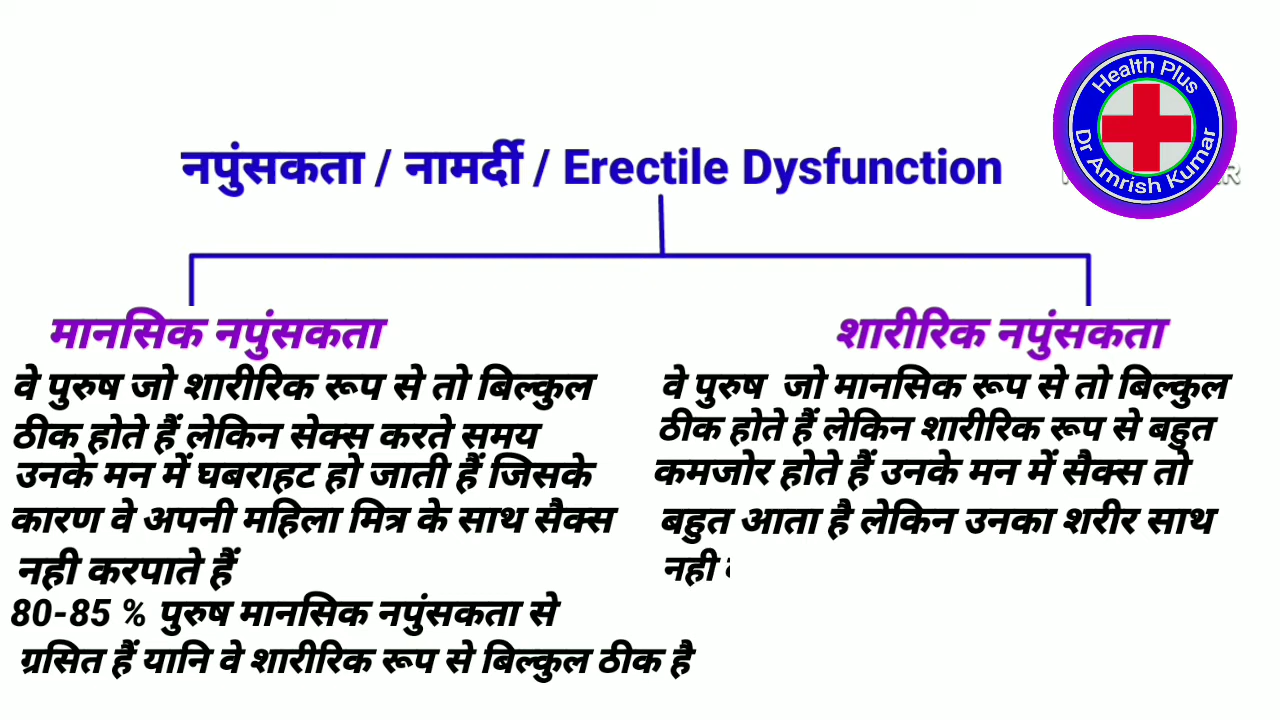 Health Plus
Dr Amrish Kumar
नपुंसकता / नामर्दी / Erectile Dysfunction
मानसिक नपुंसकता
वे पुरुष जो शारीरिक रूप से तो बिल्कुल
ठीक होते हैं लेकिन सेक्स करते समय
उनके मन में घबराहट हो जाती हैं जिसके
कारण वे अपनी महिला मित्र के साथ सैक्स
नही करपाते हैं
80-85 % पुरुष मानसिक नपुंसकता से
ग्रसित हैं यानि वे शारीरिक रूप से बिल्कुल ठीक है
शारीरिक नपुंसकता
वे पुरुष जो मानसिक रूप से तो बिल्कुल
ठीक होते हैं लेकिन शारीरिक रूप से बहुत
कमजोर होते हैं उनके मन में सैक्स तो
बहुत आता है लेकिन उनका शरीर साथ
नही